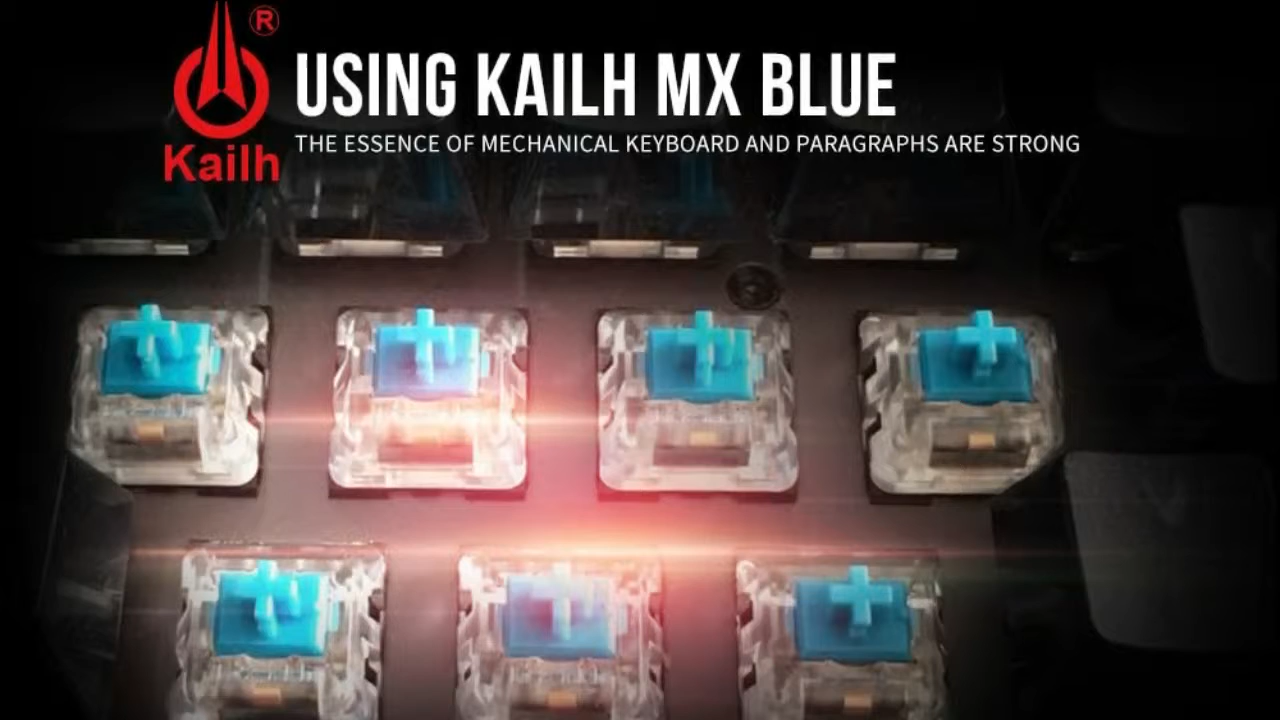 ®
USING KAILH MX BLUE
THE ESSENCE OF MECHANICAL KEYBOARD AND PARAGRAPHS ARE STRONG
Kailh